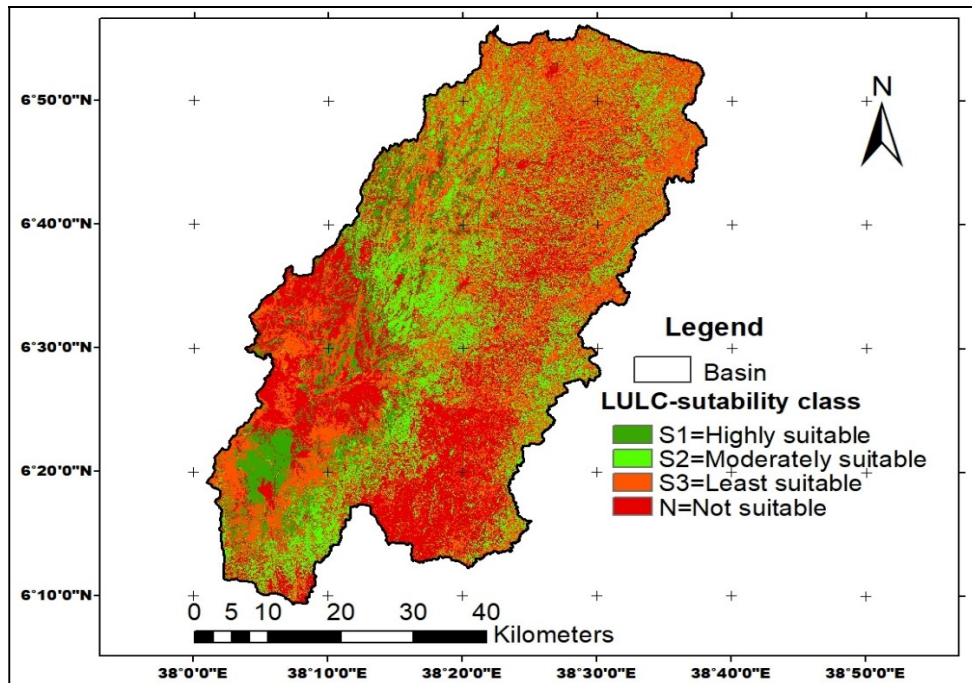 N
6°50'0"N
6°40'0"N
6°30'0"N
6°20'0"N
6°10'0"N
Legend
Basin
LULC-sutability class
S1=Highly suitable
S2=Moderately suitable
S3=Least suitable
N=Not suitable
0 5 10 20 30 40
Kilometers
38°0'0"E 38°10'0"E 38°20'0"E 38°30'0"E 38°40'0"E 38°50'0"E